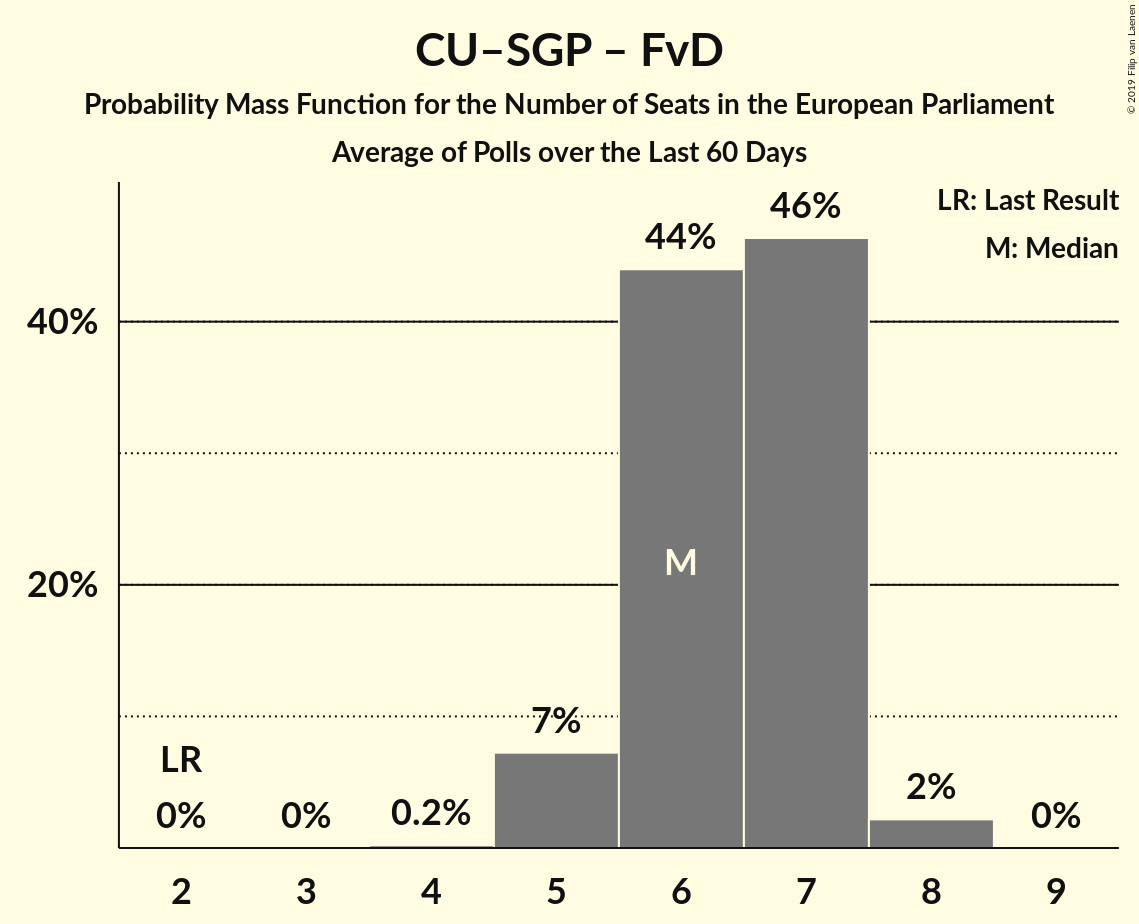 CU–SGP – FvD
Probability Mass Function for the Number of Seats in the European Parliament
Average of Polls over the Last 60 Days
© 2019 Filip van Laenen
LR: Last Result
M: Median
46%
44%
40%
20%
M
7%
LR
0%
0%
0.2%
2%
0%
2 3 4 5 6 7 8 9